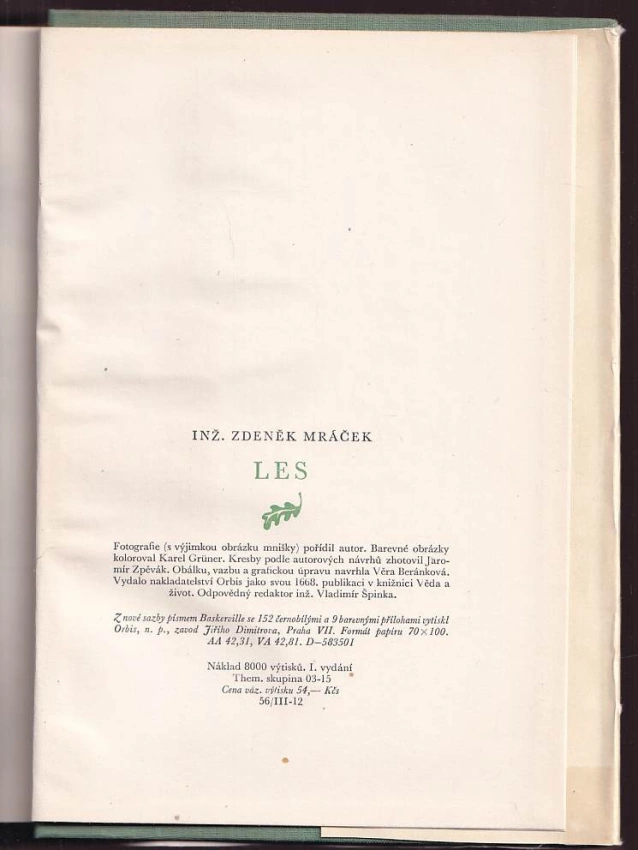 INŽ. ZDENĚK MRÁČEK
LES
Fotografie (s výjimkou obrázku mnišky) pořídil autor. Barevné obrázky
koloroval Karel Grüner. Kresby podle autorových návrhů zhotovil Jaro-
mír Zpěvák. Obálku, vazbu a grafickou úpravu navrhla Věra Beránková.
Vydalo nakladatelství Orbis jako svou 1668. publikaci v knižnici Věda a
život. Odpovědný redaktor inž. Vladimír Špinka.
Z nové sazby písmem Baskerville se 152 černobílými a 9 barevnými přílohami vytiskl
Orbis, n. p., závod Jiřího Dimitrova, Praha VII. Formát papíru 70×100.
AA 42,31, VA 42,81. D–583501
Náklad 8000 výtisků. I. vydání
Them. skupina 03-15
Cena váz. výtisku 54,— Kčs
56/III-12